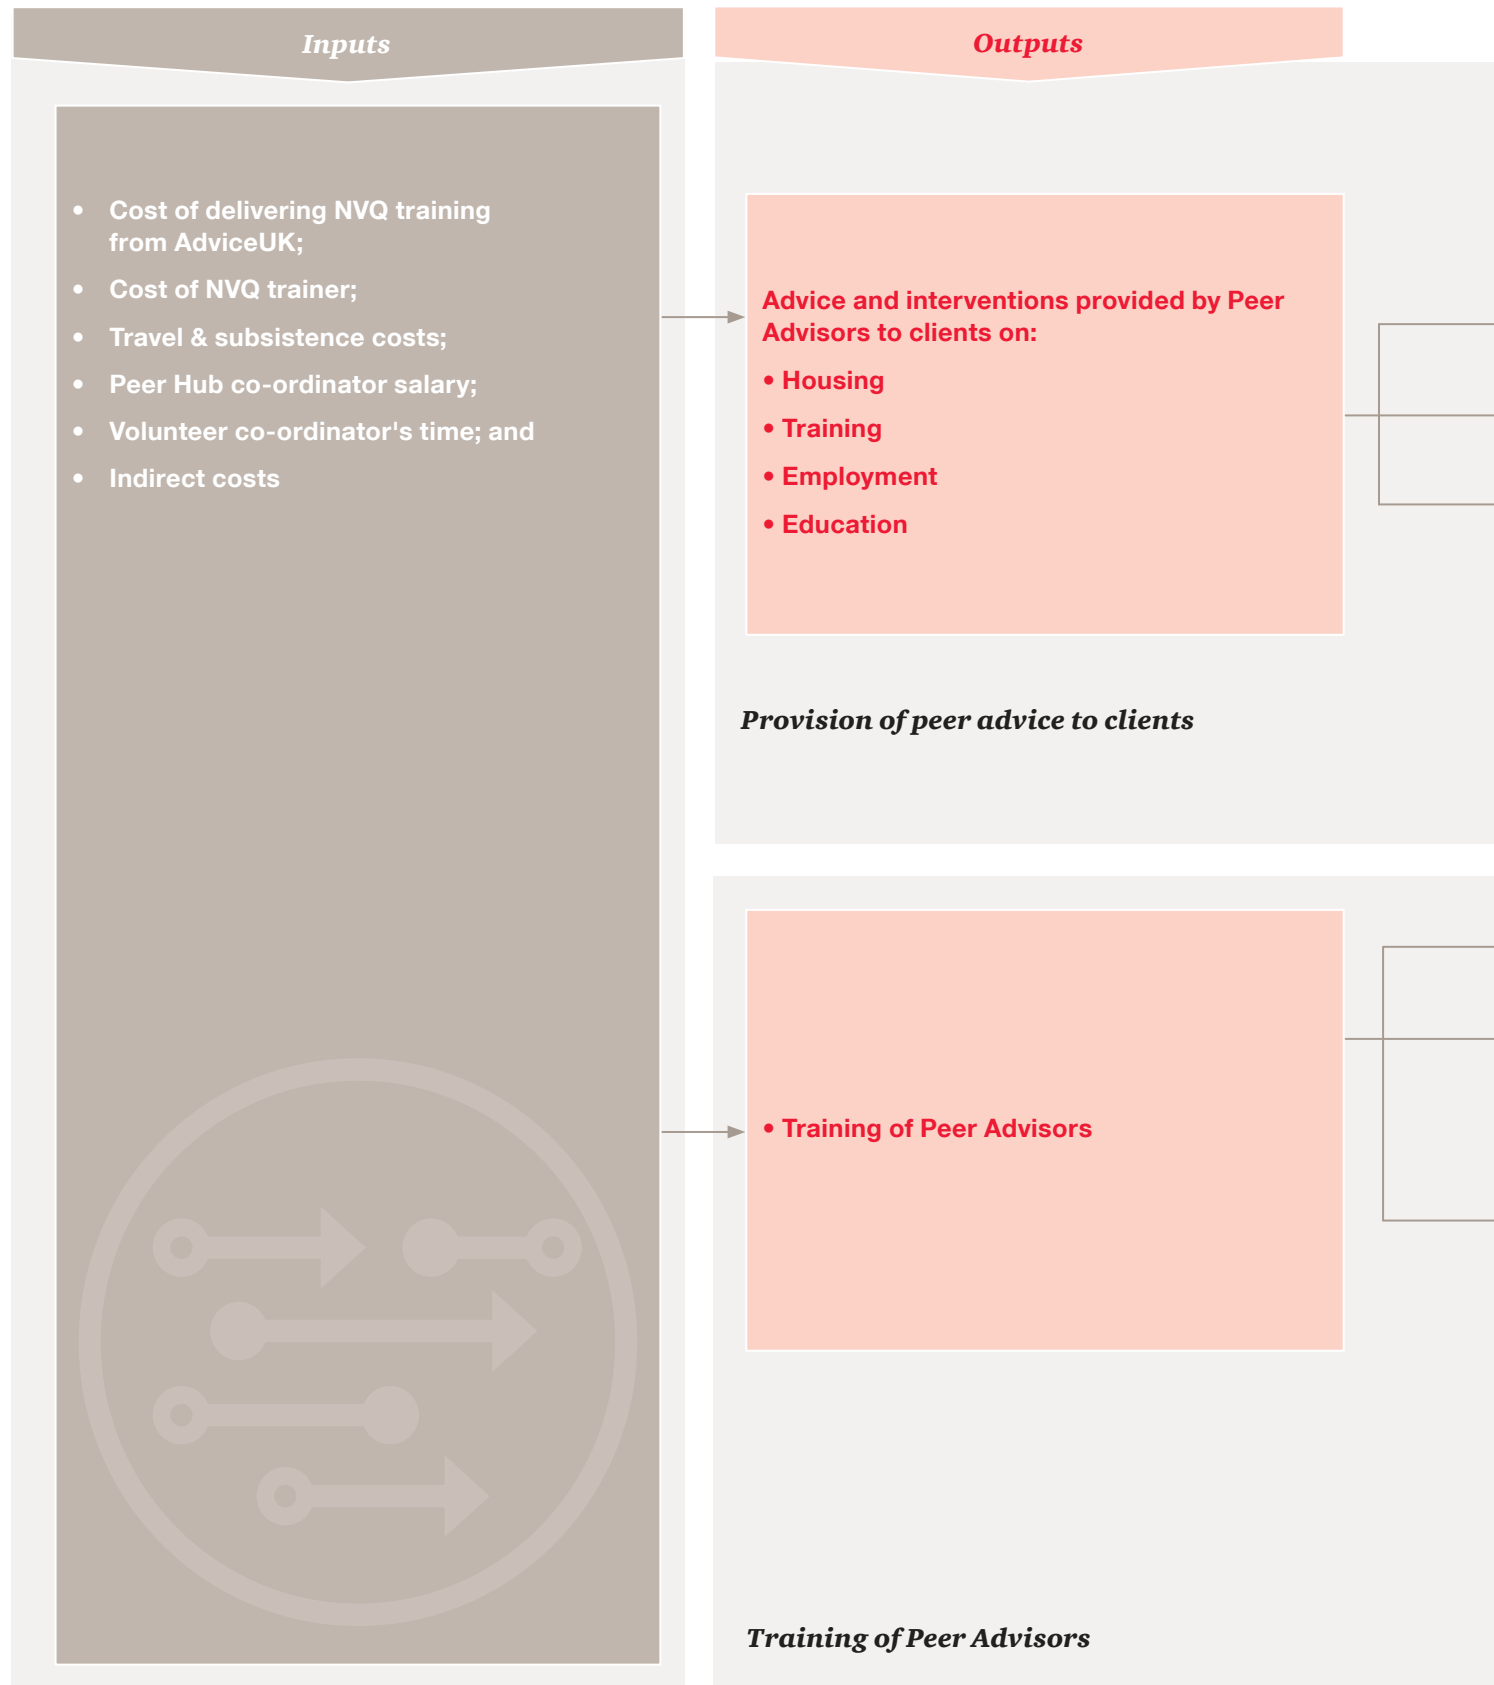 Inputs
• Cost of delivering NVQ training
from AdviceUK;
• Cost of NVQ trainer;
• Travel & subsistence costs;
• Peer Hub co-ordinator salary;
• Volunteer co-ordinator's time; and
• Indirect costs
Outputs
Advice and interventions provided by Peer
Advisors to clients on:
• Housing
• Training
• Employment
• Education
Provision of peer advice to clients
• Training of Peer Advisors
Training of Peer Advisors